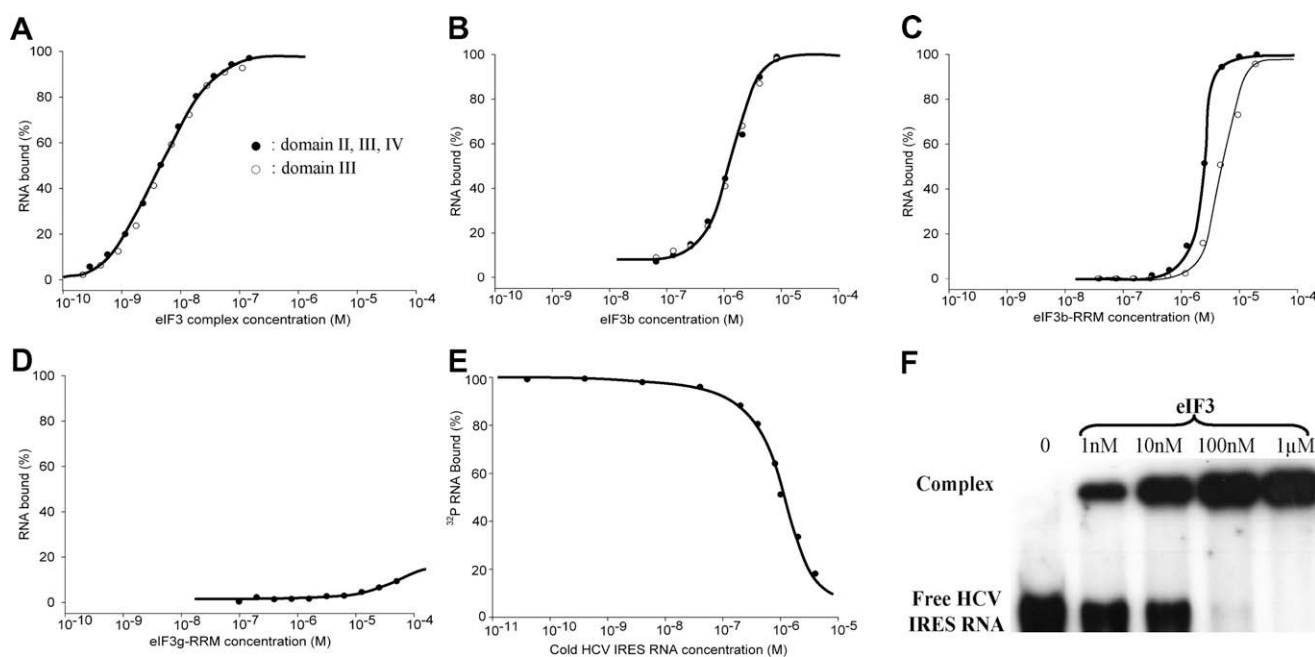 A
100
80
60
40
20
0
RNA bound (%)
10⁻¹⁰ 10⁻⁹ 10⁻⁸ 10⁻⁷ 10⁻⁶ 10⁻⁵ 10⁻⁴
eIF3 complex concentration (M)
● : domain II, III, IV
○ : domain III
B
100
80
60
40
20
0
RNA bound (%)
10⁻¹⁰ 10⁻⁹ 10⁻⁸ 10⁻⁷ 10⁻⁶ 10⁻⁵ 10⁻⁴
eIF3b concentration (M)
C
100
80
60
40
20
0
RNA bound (%)
10⁻¹⁰ 10⁻⁹ 10⁻⁸ 10⁻⁷ 10⁻⁶ 10⁻⁵ 10⁻⁴
eIF3b-RRM concentration (M)
D
100
80
60
40
20
0
RNA bound (%)
10⁻¹⁰ 10⁻⁹ 10⁻⁸ 10⁻⁷ 10⁻⁶ 10⁻⁵ 10⁻⁴
eIF3g-RRM concentration (M)
E
100
80
60
40
20
0
³²P RNA Bound (%)
10⁻¹¹ 10⁻¹⁰ 10⁻⁹ 10⁻⁸ 10⁻⁷ 10⁻⁶ 10⁻⁵
Cold HCV IRES RNA concentration (M)
F
eIF3
0 1nM 10nM 100nM 1µM
Complex
Free HCV
IRES RNA